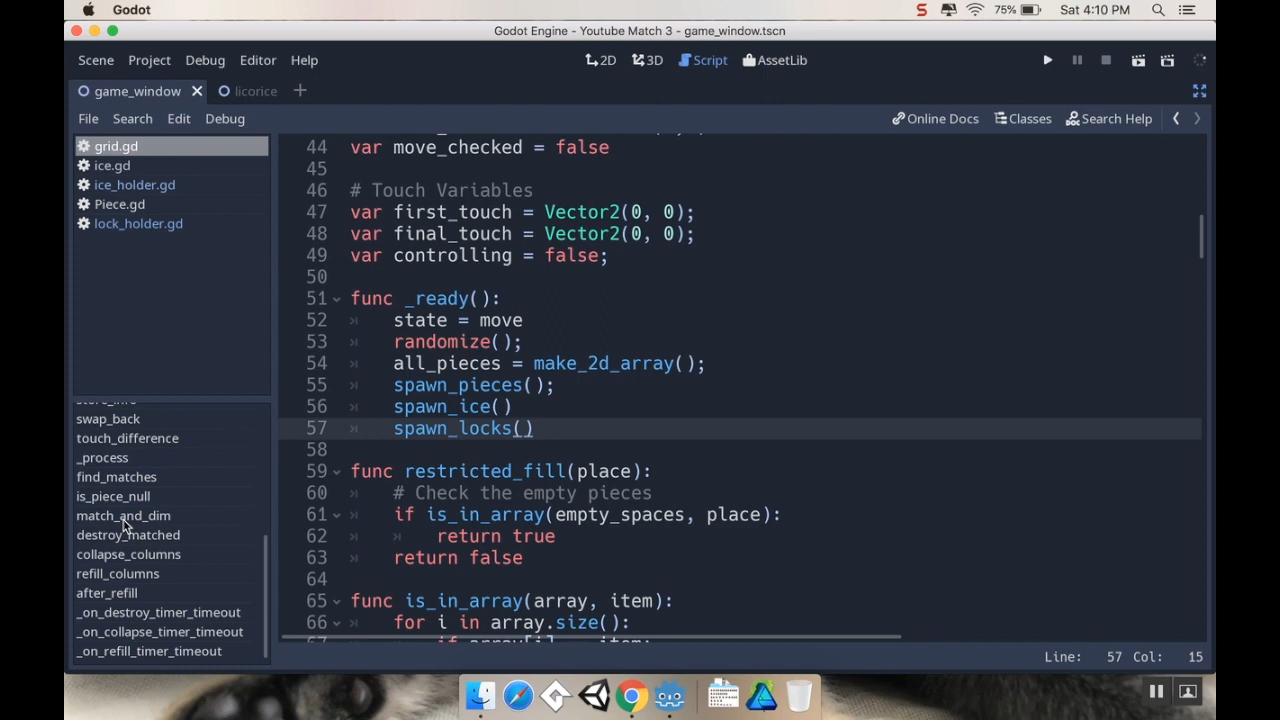 Godot
75%
Sat 4:10 PM
Godot Engine - Youtube Match 3 - game_window.tscn
Scene Project Debug Editor Help
2D 3D Script AssetLib
game_window
licorice
File Search Edit Debug
Online Docs Classes Search Help
grid.gd
ice.gd
ice_holder.gd
Piece.gd
lock_holder.gd
swap_back
touch_difference
_process
find_matches
is_piece_null
match_and_dim
destroy_matched
collapse_columns
refill_columns
after_refill
_on_destroy_timer_timeout
_on_collapse_timer_timeout
_on_refill_timer_timeout
44 var move_checked = false
45
46 # Touch Variables
47 var first_touch = Vector2(0, 0);
48 var final_touch = Vector2(0, 0);
49 var controlling = false;
50
51 func _ready():
52 state = move
53 randomize();
54 all_pieces = make_2d_array();
55 spawn_pieces();
56 spawn_ice()
57 spawn_locks()
58
59 func restricted_fill(place):
60 # Check the empty pieces
61 if is_in_array(empty_spaces, place):
62 return true
63 return false
64
65 func is_in_array(array, item):
66 for i in array.size():
Line: 57 Col: 15